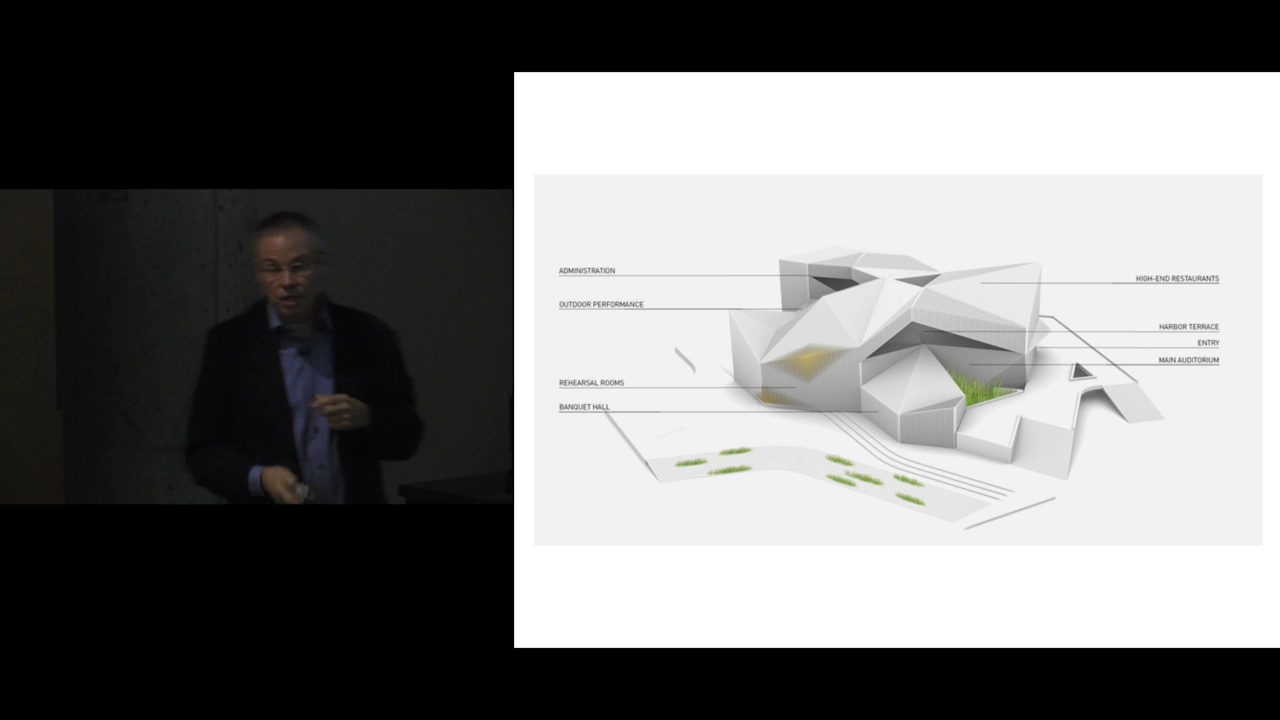 ADMINISTRATION
OUTDOOR PERFORMANCE
REHEARSAL ROOMS
BANQUET HALL
HIGH-END RESTAURANTS
HARBOR TERRACE
ENTRY
MAIN AUDITORIUM